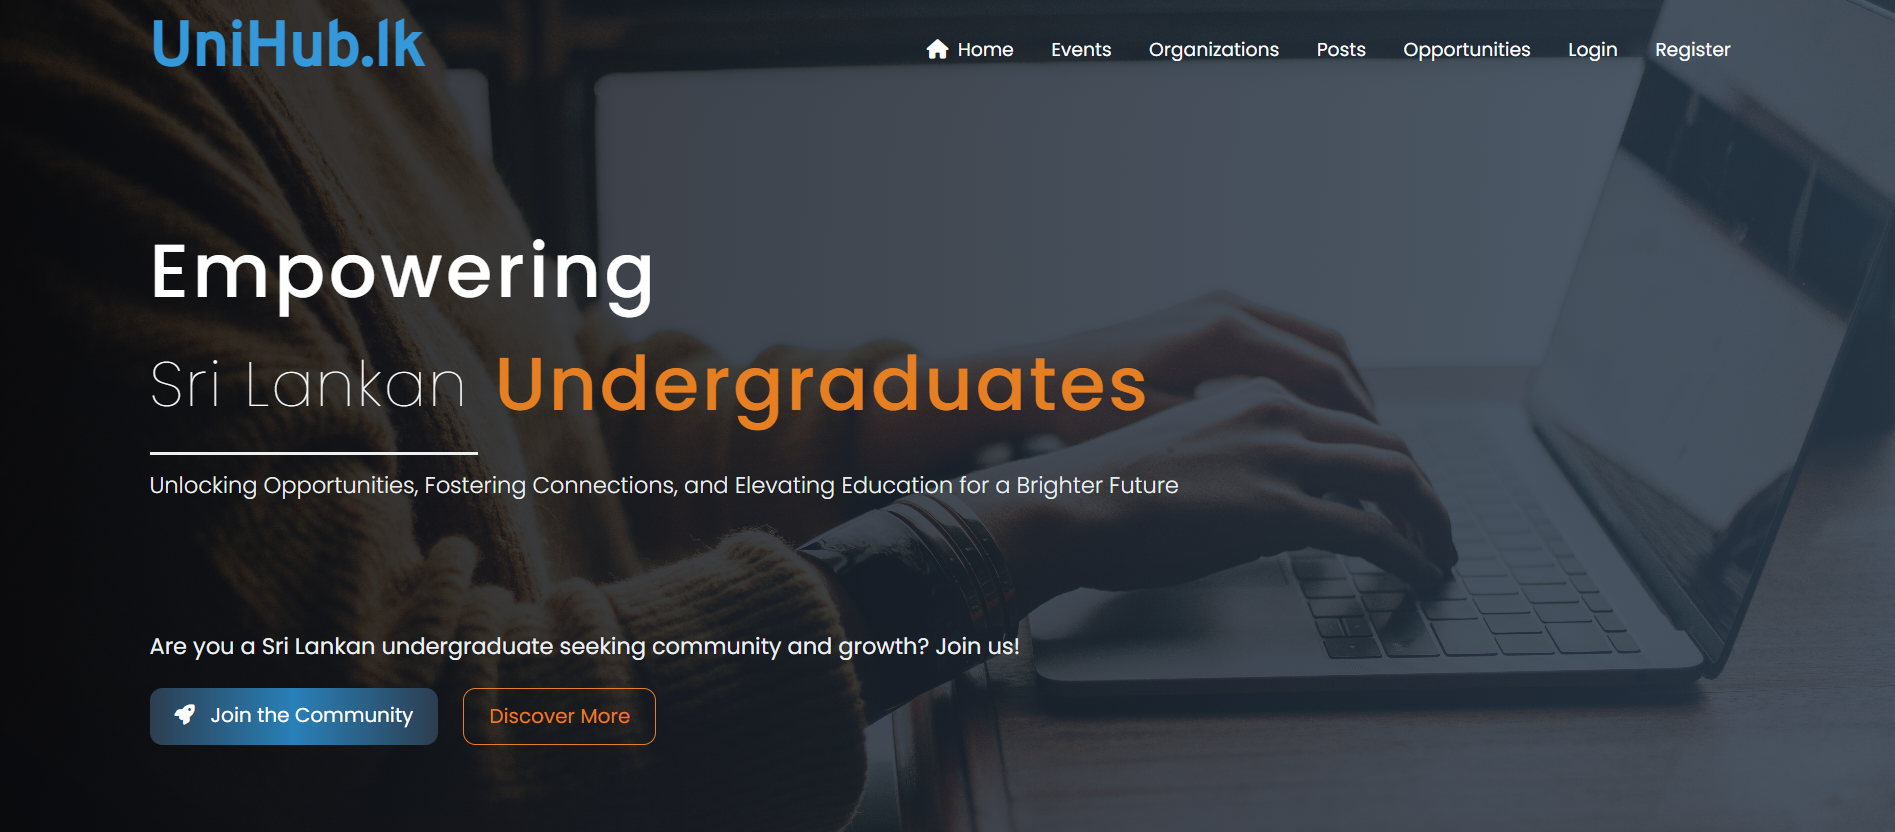 UniHub.lk
Home Events Organizations Posts Opportunities Login Register
Empowering
Sri Lankan Undergraduates
Unlocking Opportunities, Fostering Connections, and Elevating Education for a Brighter Future
Are you a Sri Lankan undergraduate seeking community and growth? Join us!
Join the Community Discover More